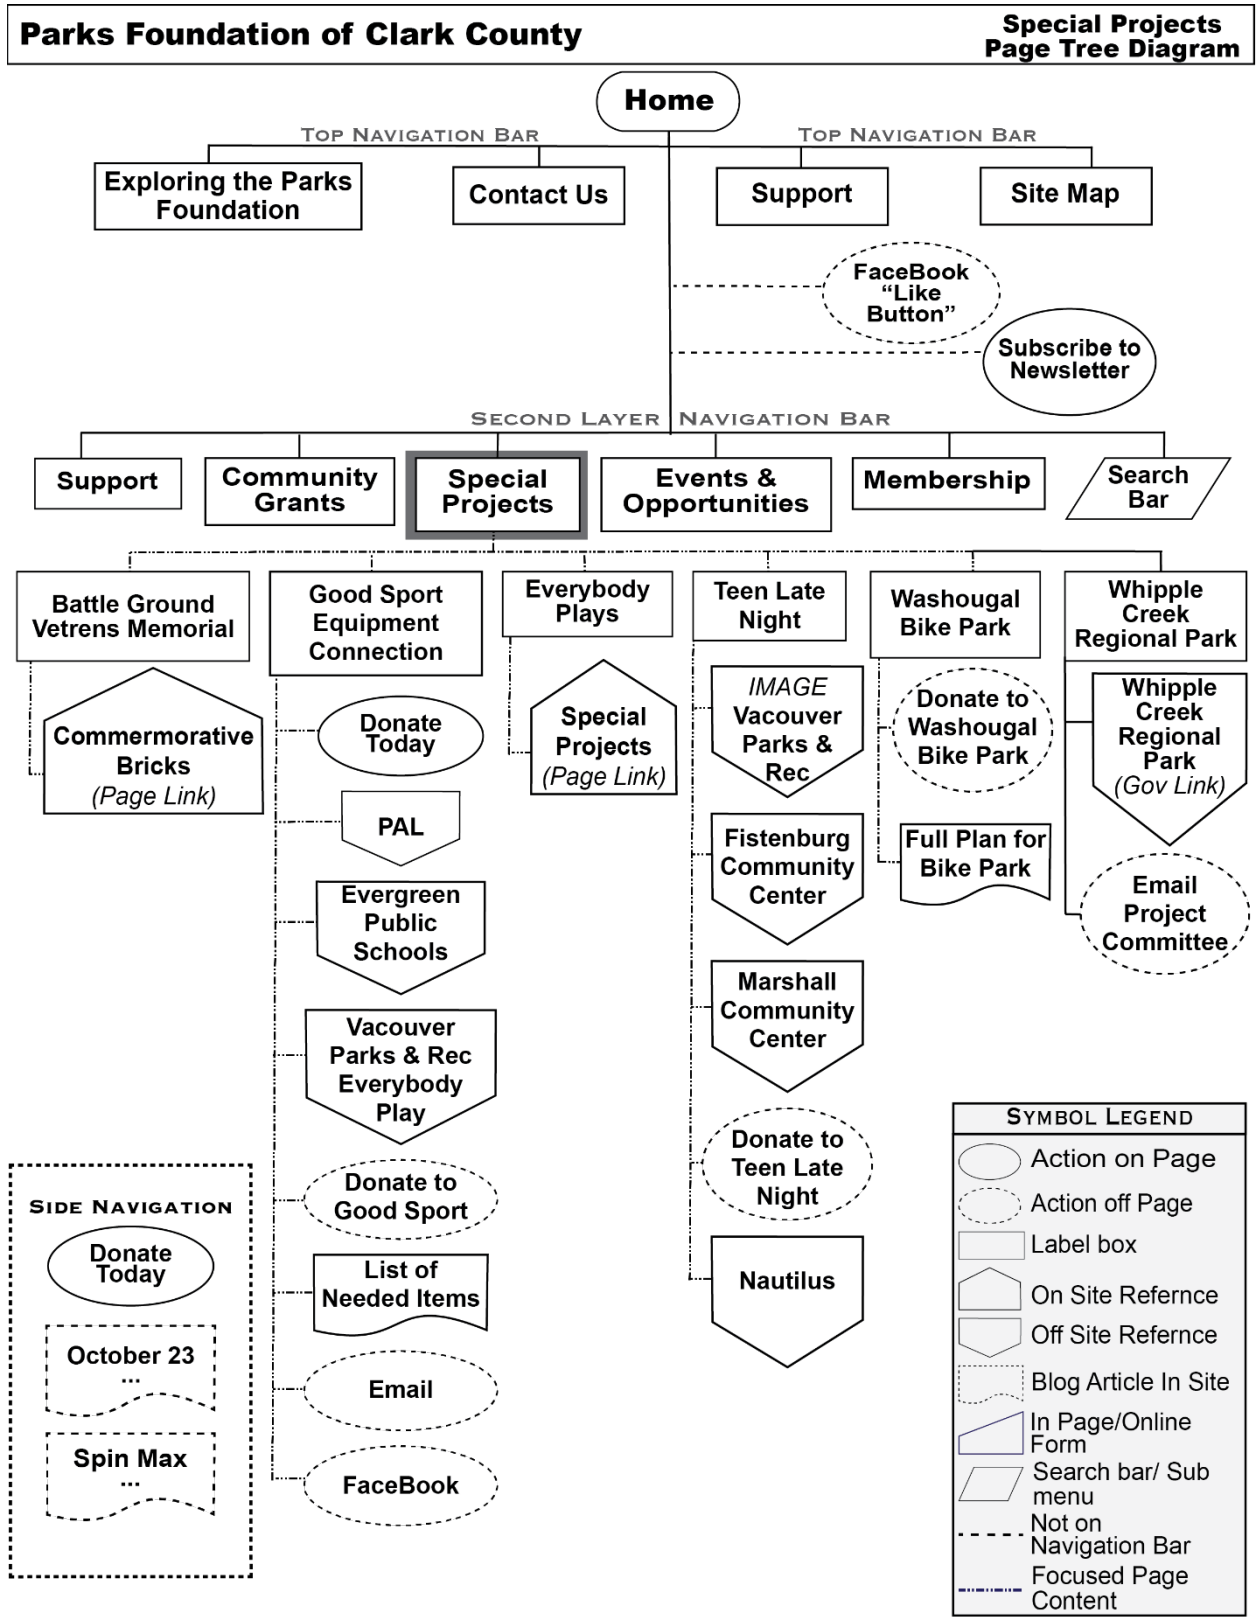 Parks Foundation of Clark County
Special Projects
Page Tree Diagram
Home
TOP NAVIGATION BAR
TOP NAVIGATION BAR
Exploring the Parks
Foundation
Contact Us
Support
Site Map
FaceBook
“Like
Button”
Subscribe to
Newsletter
SECOND LAYER NAVIGATION BAR
Support
Community
Grants
Special
Projects
Events &
Opportunities
Membership
Search
Bar
Battle Ground
Vetrens Memorial
Commermorative
Bricks
(Page Link)
Good Sport
Equipment
Connection
Donate
Today
PAL
Evergreen
Public
Schools
Vacouver
Parks & Rec
Everybody
Play
Donate to
Good Sport
List of
Needed Items
Email
FaceBook
Everybody
Plays
Special
Projects
(Page Link)
Teen Late
Night
IMAGE
Vacouver
Parks &
Rec
Fistenburg
Community
Center
Marshall
Community
Center
Donate to
Teen Late
Night
Nautilus
Washougal
Bike Park
Donate to
Washougal
Bike Park
Full Plan for
Bike Park
Whipple
Creek
Regional Park
Whipple
Creek
Regional
Park
(Gov Link)
Email
Project
Committee
SIDE NAVIGATION
Donate
Today
October 23
...
Spin Max
...
SYMBOL LEGEND
Action on Page
Action off Page
Label box
On Site Refernce
Off Site Refernce
Blog Article In Site
In Page/Online
Form
Search bar/ Sub
menu
Not on
Navigation Bar
Focused Page
Content